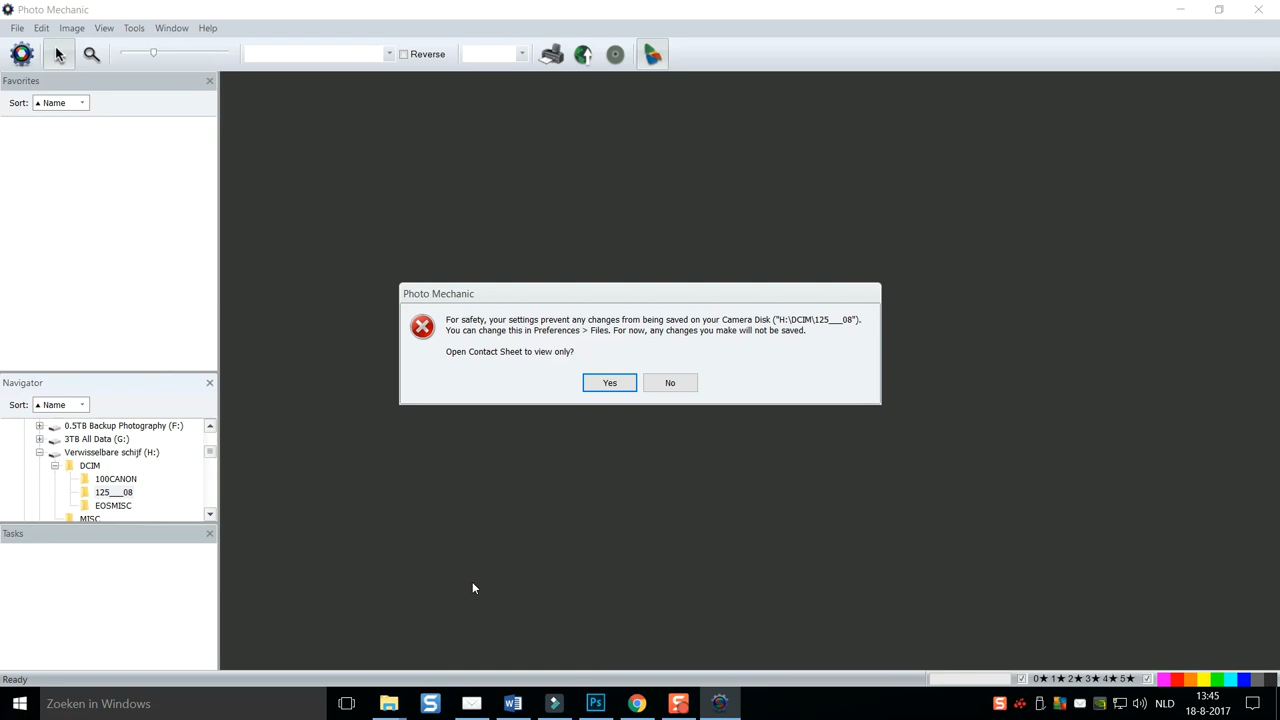 Photo Mechanic
File Edit Image View Tools Window Help
Reverse
Favorites
Sort: ▲ Name
Photo Mechanic
For safety, your settings prevent any changes from being saved on your Camera Disk ("H:\DCIM\125___08").
You can change this in Preferences > Files. For now, any changes you make will not be saved.
Open Contact Sheet to view only?
Yes No
Navigator
Sort: ▲ Name
0.5TB Backup Photography (F:)
3TB All Data (G:)
Verwisselbare schijf (H:)
DCIM
100CANON
125___08
EOSMISC
MISC
Tasks
Ready
0★ 1★ 2★ 3★ 4★ 5★
Zoeken in Windows
S
W
Ps
S
S
NLD
13:45
18-8-2017